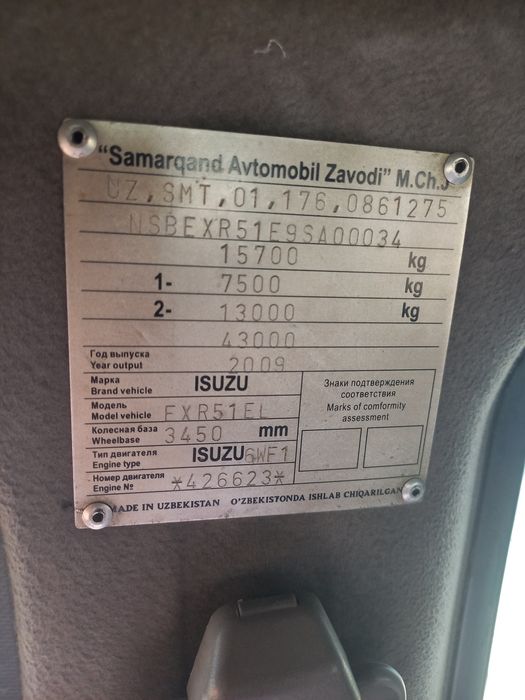 "Samarqand Avtomobil Zavodi" M.Ch.J
UZ,SMT,01,176,0861275
NSBEXR51E9SA00034
15700 kg
1- 7500 kg
2- 13000 kg
43000
Год выпуска
Year output 2009
Марка
Brand vehicle ISUZU
Модель
Model vehicle EXR51EL
Колесная база
Wheelbase 3450 mm
Тип двигателя
Engine type ISUZU 6WF1
Номер двигателя
Engine № *426623*
Знаки подтверждения
соответствия
Marks of comformity
assessment
MADE IN UZBEKISTAN O'ZBEKISTONDA ISHLAB CHIQARILGAN